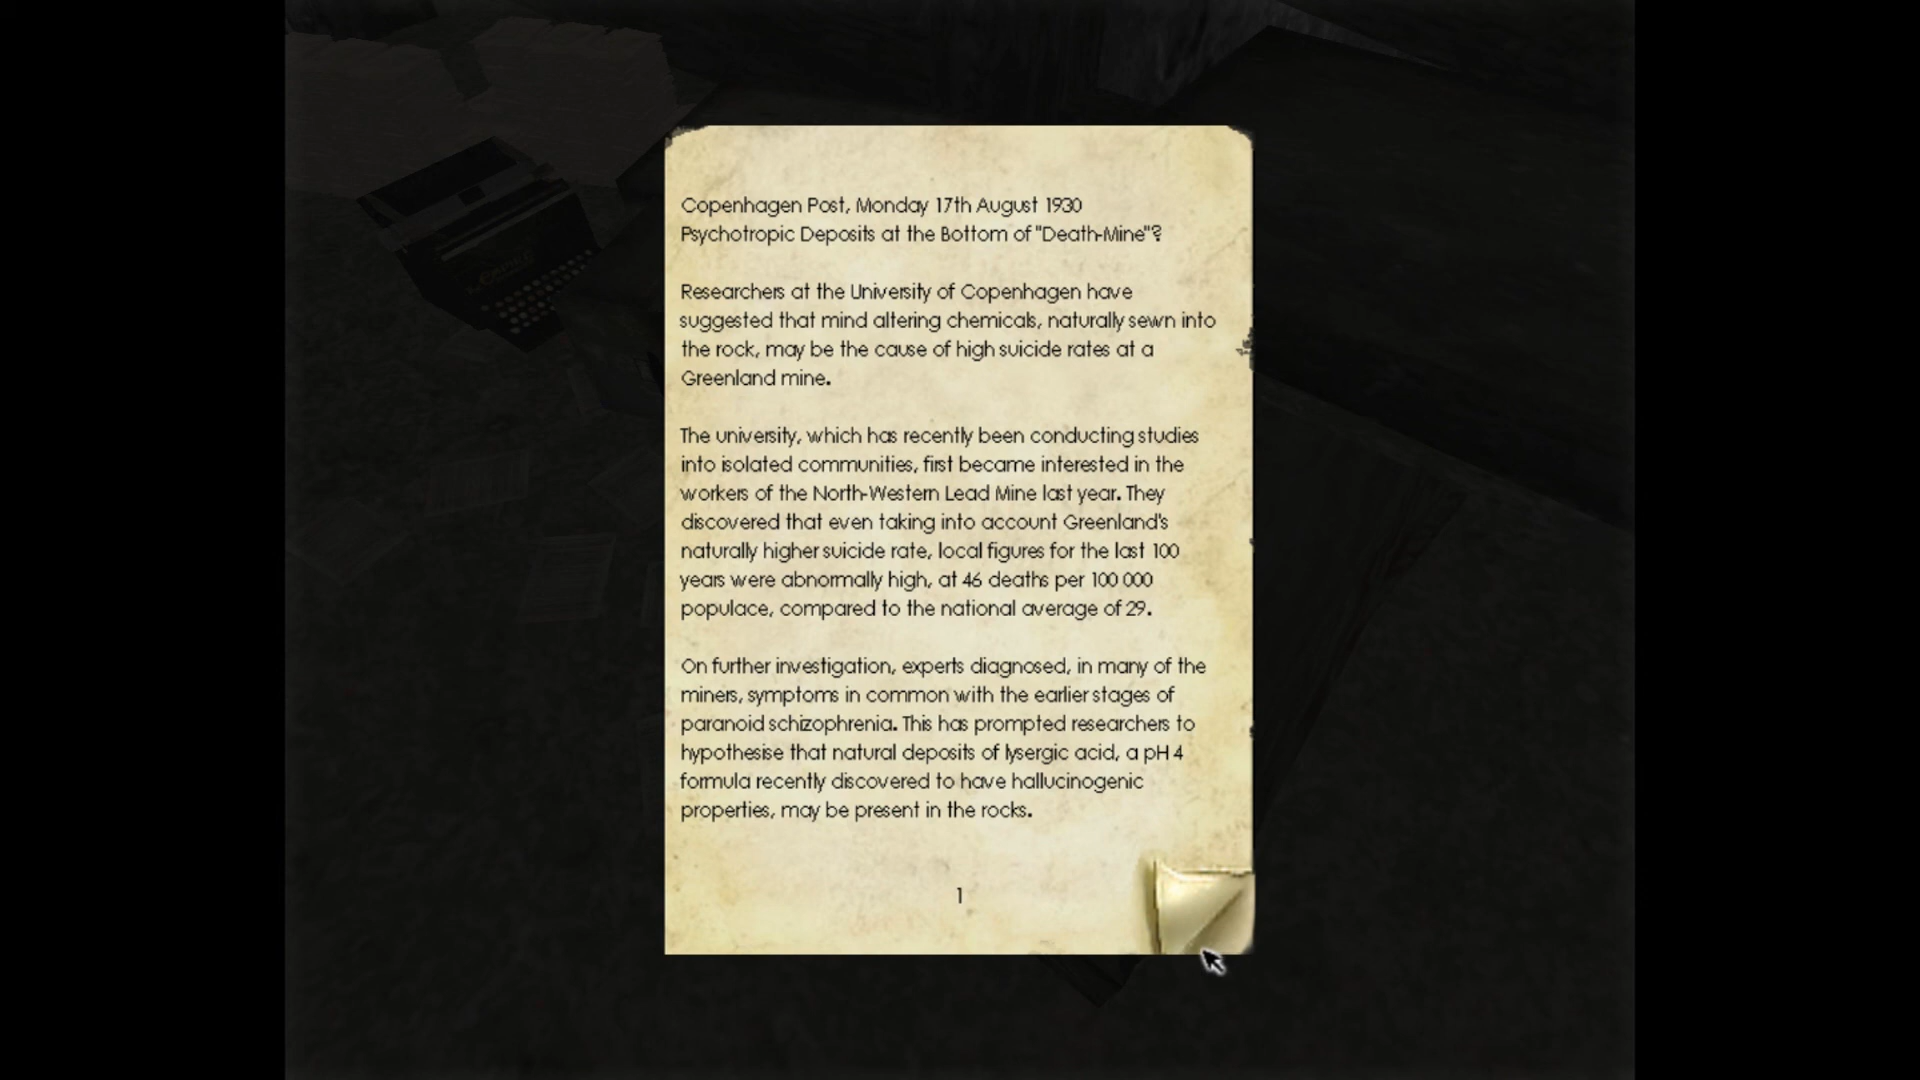 Copenhagen Post, Monday 17th August 1930
Psychotropic Deposits at the Bottom of "Death-Mine"?
Researchers at the University of Copenhagen have
suggested that mind altering chemicals, naturally sewn into
the rock, may be the cause of high suicide rates at a
Greenland mine.
The university, which has recently been conducting studies
into isolated communities, first became interested in the
workers of the North-Western Lead Mine last year. They
discovered that even taking into account Greenland's
naturally higher suicide rate, local figures for the last 100
years were abnormally high, at 46 deaths per 100 000
populace, compared to the national average of 29.
On further investigation, experts diagnosed, in many of the
miners, symptoms in common with the earlier stages of
paranoid schizophrenia. This has prompted researchers to
hypothesise that natural deposits of lysergic acid, a pH 4
formula recently discovered to have hallucinogenic
properties, may be present in the rocks.
1